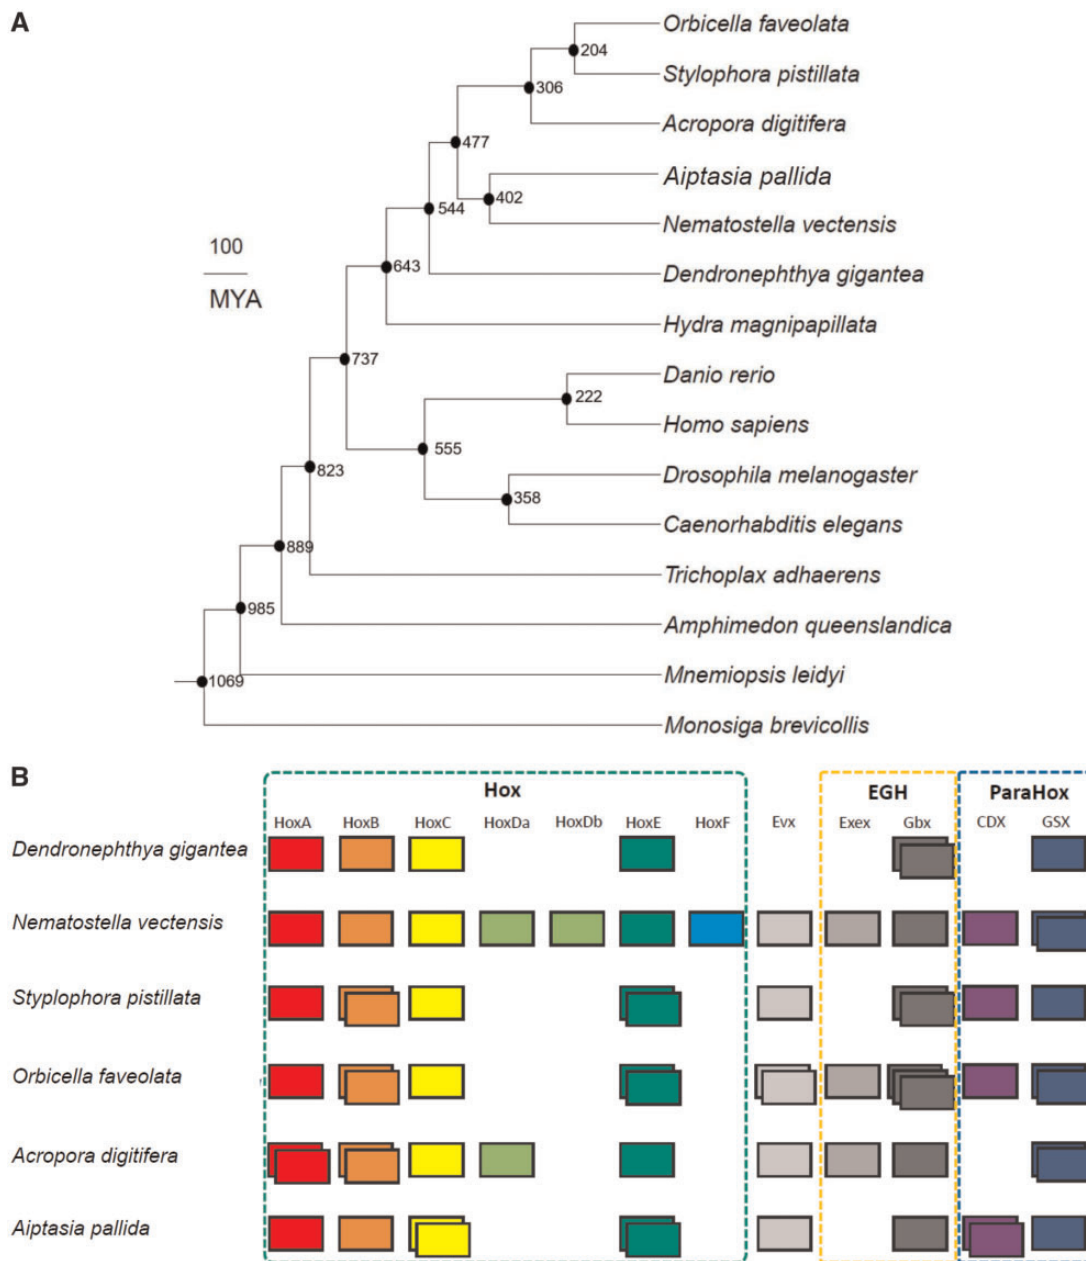 A
Orbicella faveolata
204
Stylophora pistillata
306
Acropora digitifera
477
Aiptasia pallida
402
544
Nematostella vectensis
100
MYA
643
Dendronephthya gigantea
Hydra magnipapillata
737
Danio rerio
222
Homo sapiens
555
823
Drosophila melanogaster
358
Caenorhabditis elegans
889
Trichoplax adhaerens
985
Amphimedon queenslandica
1069
Mnemiopsis leidyi
Monosiga brevicollis
B
Hox EGH ParaHox
HoxA HoxB HoxC HoxDa HoxDb HoxE HoxF Evx Exex Gbx CDX GSX
Dendronephthya gigantea
Nematostella vectensis
Styplophora pistillata
Orbicella faveolata
Acropora digitifera
Aiptasia pallida